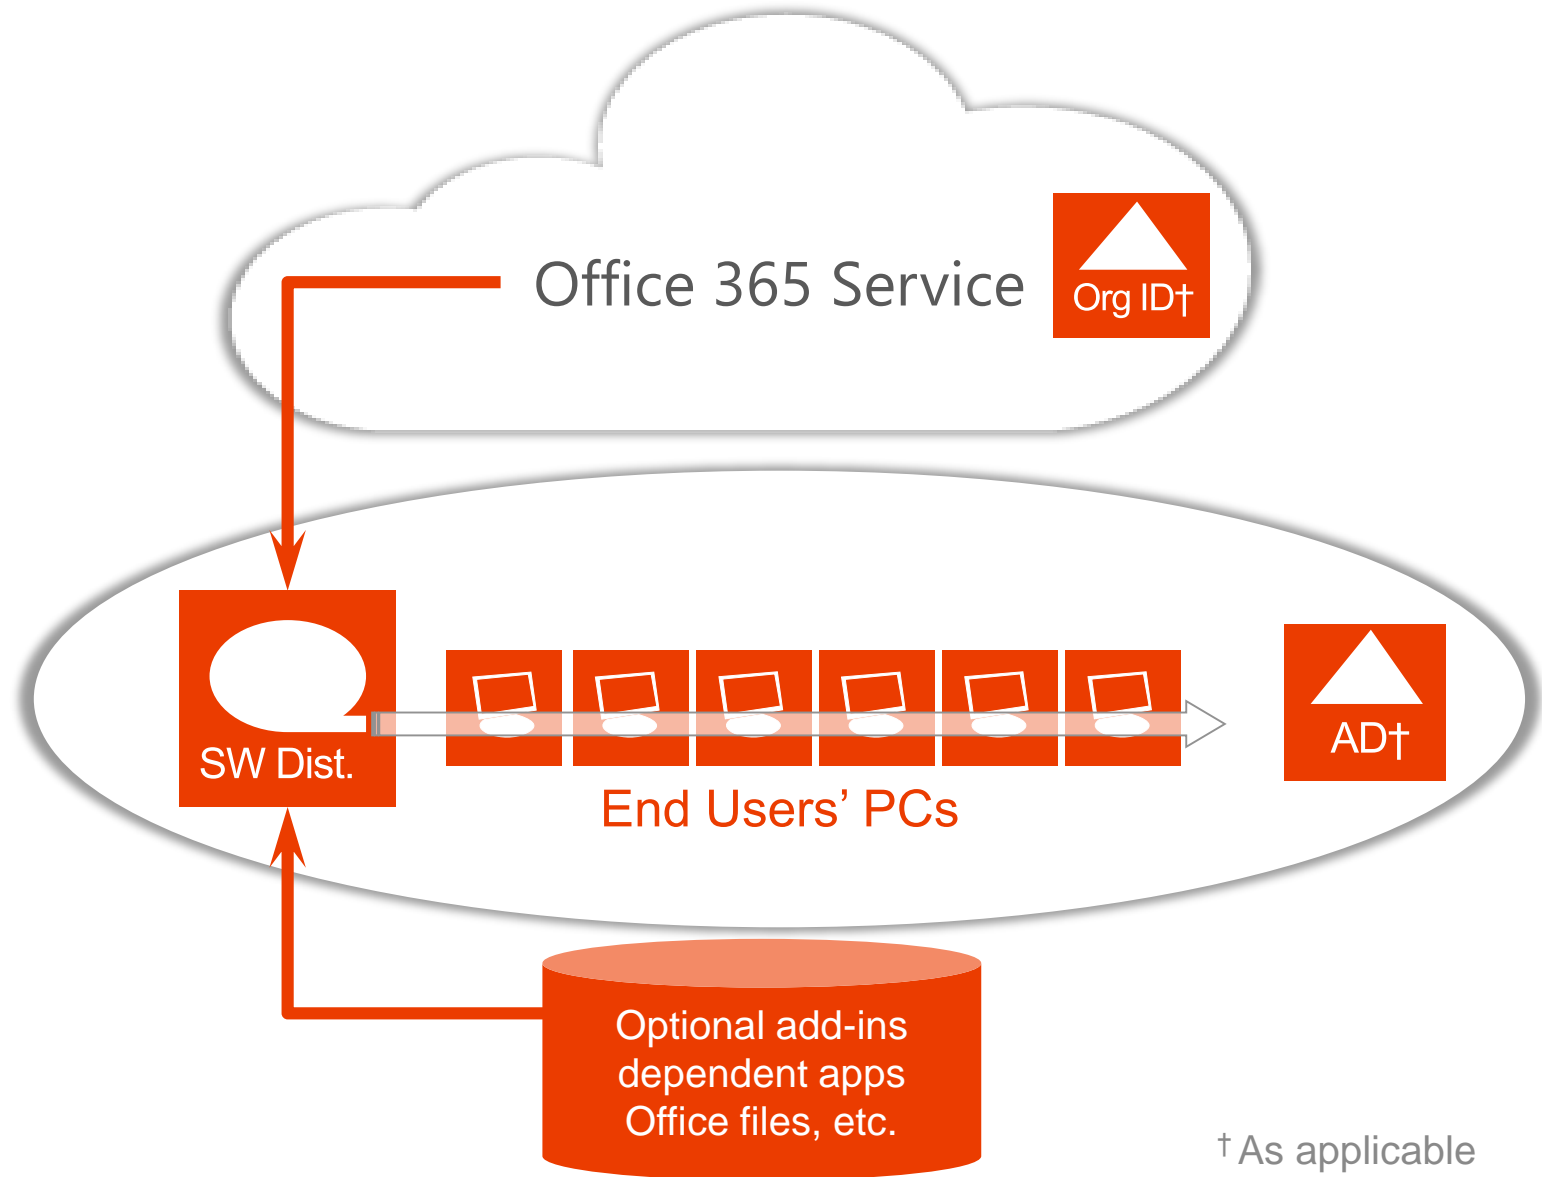 Office 365 Service
Org ID†
SW Dist.
End Users’ PCs
AD†
Optional add-ins
dependent apps
Office files, etc.
† As applicable